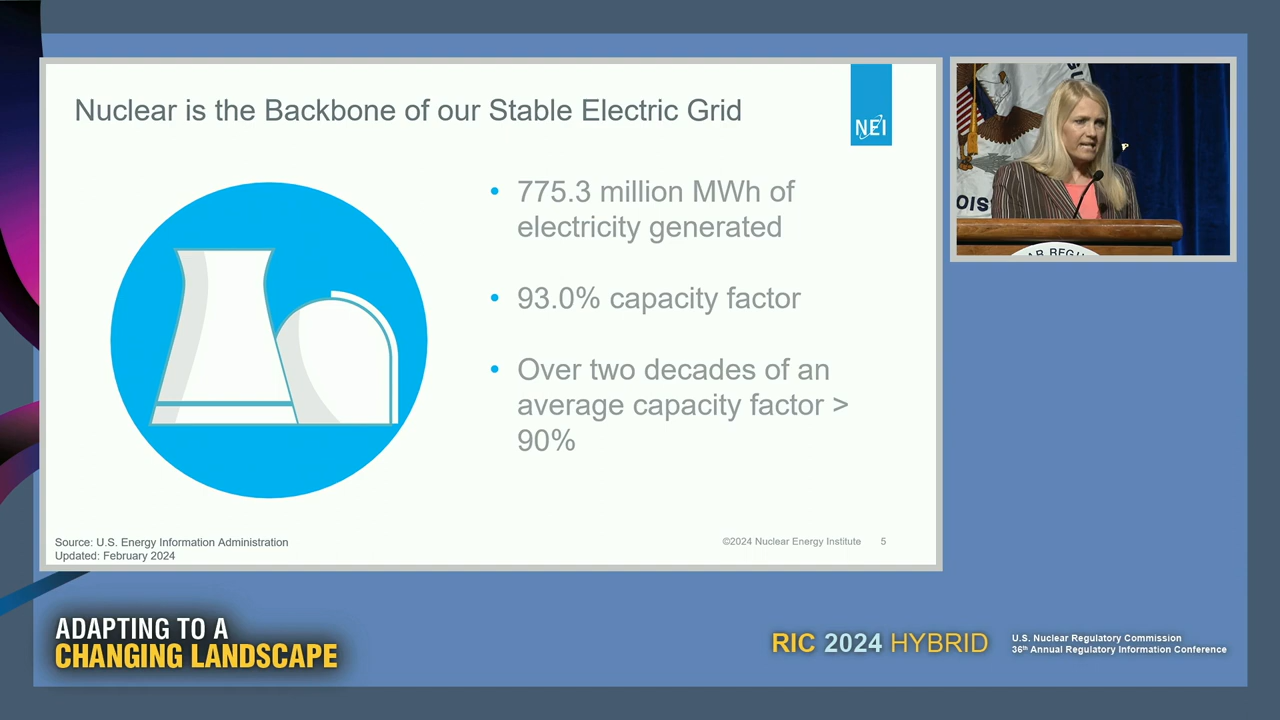 Nuclear is the Backbone of our Stable Electric Grid
NEI
• 775.3 million MWh of
electricity generated
• 93.0% capacity factor
• Over two decades of an
average capacity factor >
90%
Source: U.S. Energy Information Administration
Updated: February 2024
©2024 Nuclear Energy Institute
5
OIS
AR REGU
ADAPTING TO A
CHANGING LANDSCAPE
RIC 2024 HYBRID
U.S. Nuclear Regulatory Commission
36th Annual Regulatory Information Conference